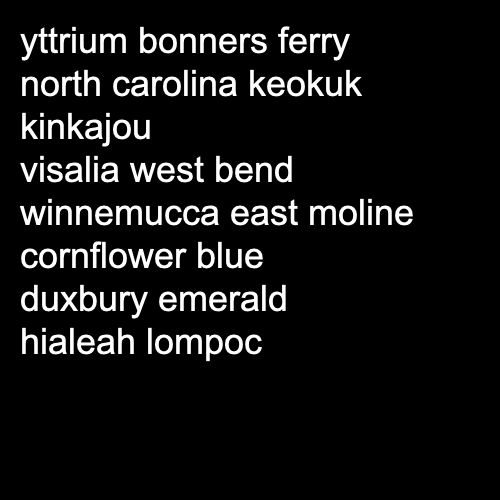 yttrium bonners ferry
north carolina keokuk
kinkajou
visalia west bend
winnemucca east moline
cornflower blue
duxbury emerald
hialeah lompoc